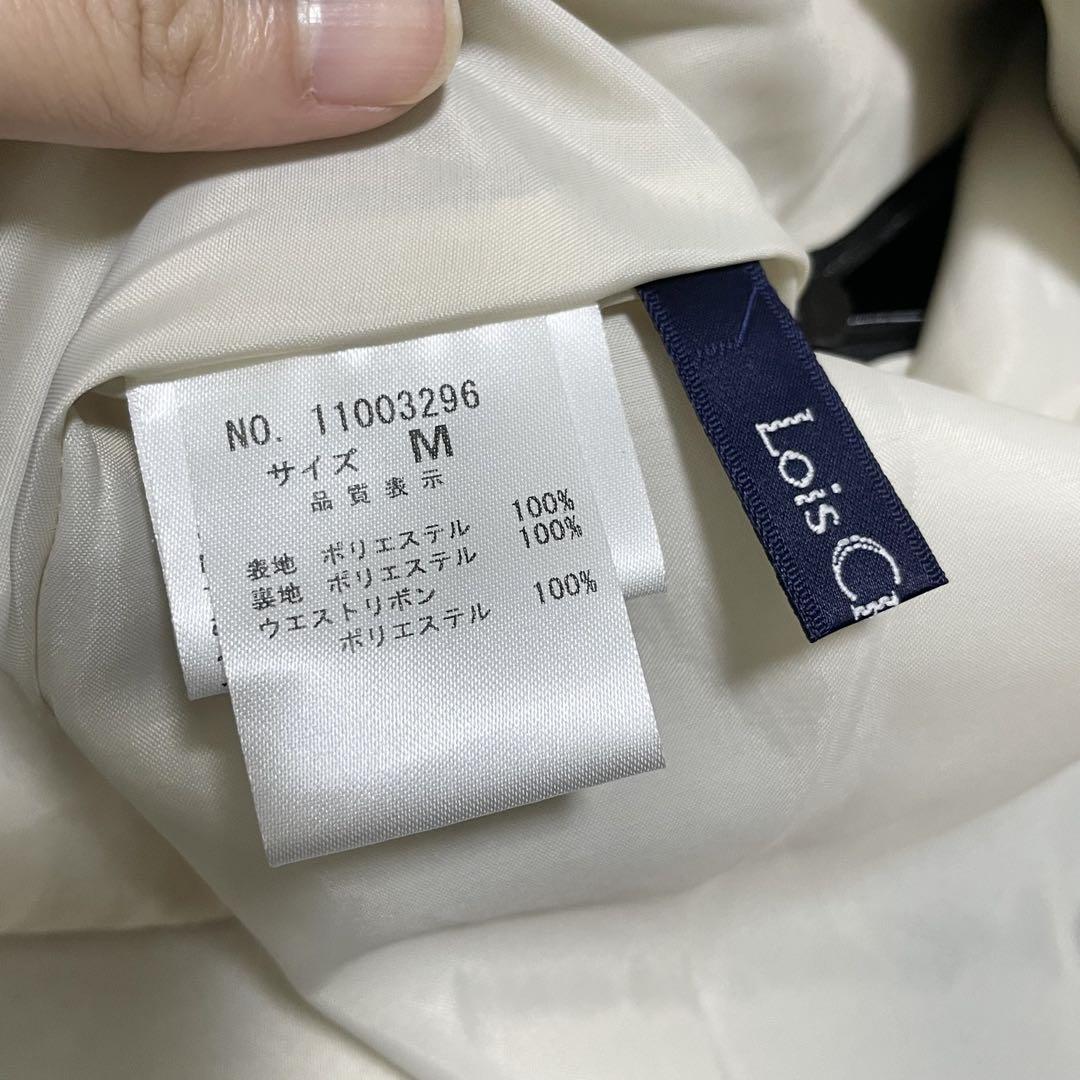 NO. 11003296
サイズ M
品質表示
表地 ポリエステル 100%
裏地 ポリエステル 100%
ウエストリボン
ポリエステル 100%
Lois